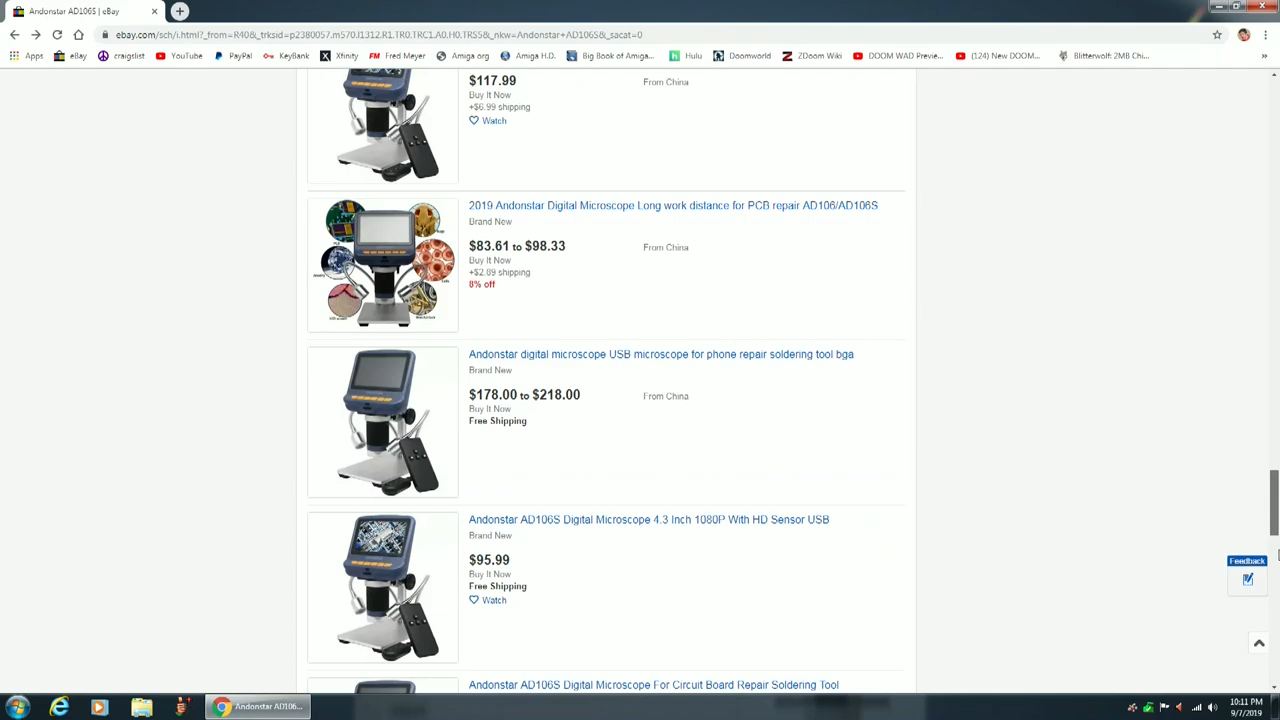 Andonstar AD106S | eBay
ebay.com/sch/i.html?_from=R40&_trksid=p2380057.m570.l1312.R1.TR0.TRC1.A0.H0.TRS5&_nkw=Andonstar+AD106S&_sacat=0
Apps eBay craigslist YouTube PayPal KeyBank Xfinity FM Fred Meyer Amiga org Amiga H.D. Big Book of Amiga... Hulu Doomworld ZDoom Wiki DOOM WAD Previe... (124) New DOOM... Blitterwolf: 2MB Chi...
$117.99
From China
Buy It Now
+$6.99 shipping
Watch
2019 Andonstar Digital Microscope Long work distance for PCB repair AD106/AD106S
Brand New
$83.61 to $98.33
From China
Buy It Now
+$2.89 shipping
8% off
Andonstar digital microscope USB microscope for phone repair soldering tool bga
Brand New
$178.00 to $218.00
From China
Buy It Now
Free Shipping
Andonstar AD106S Digital Microscope 4.3 Inch 1080P With HD Sensor USB
Brand New
$95.99
Buy It Now
Free Shipping
Watch
Feedback
Andonstar AD106S Digital Microscope For Circuit Board Repair Soldering Tool
Andonstar AD106...
10:11 PM
9/7/2019